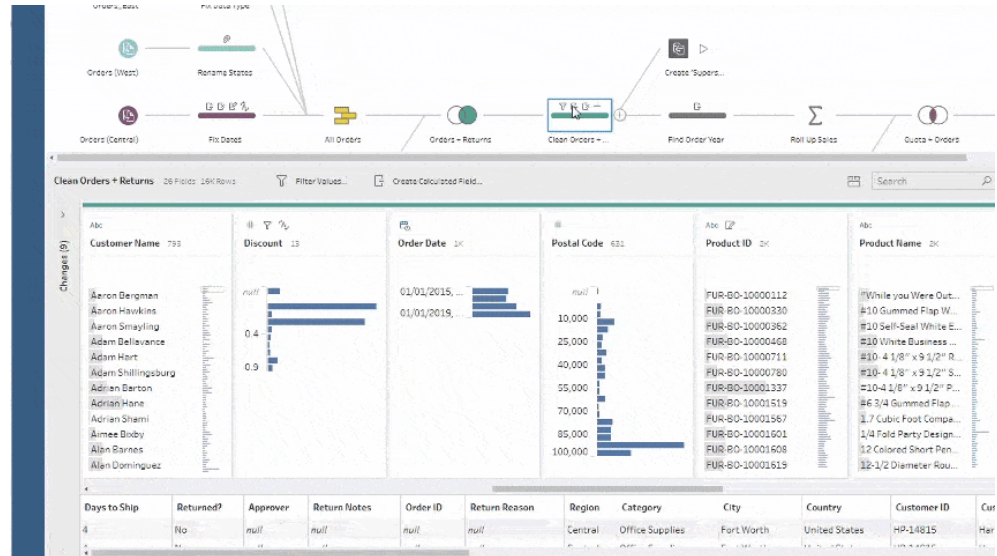 Orders (West)
Rename States
Create 'Supers...
Orders (Central)
Fix Dates
All Orders
Orders + Returns
Clean Orders + ...
Find Order Year
Roll Up Sales
Quota + Orders
Clean Orders + Returns 26 Fields 16K Rows
Filter Values...
Create Calculated Field...
Search
Changes (9)
Abc
Customer Name 793
Aaron Bergman
Aaron Hawkins
Aaron Smayling
Adam Bellavance
Adam Hart
Adam Shillingsburg
Adrian Barton
Adrian Hane
Adrian Shami
Aimee Bixby
Alan Barnes
Alan Dominguez
#
Discount 13
null
0.4
0.9
Order Date 1K
01/01/2015, ...
01/01/2019, ...
#
Postal Code 631
null
10,000
25,000
40,000
55,000
70,000
85,000
100,000
Abc
Product ID 2K
FUR-BO-10000112
FUR-BO-10000330
FUR-BO-10000362
FUR-BO-10000468
FUR-BO-10000711
FUR-BO-10000780
FUR-BO-10001337
FUR-BO-10001519
FUR-BO-10001567
FUR-BO-10001601
FUR-BO-10001608
FUR-BO-10001619
Abc
Product Name 2K
"While you Were Out...
#10 Gummed Flap W...
#10 Self-Seal White E...
#10 White Business ...
#10- 4 1/8" x 9 1/2" R...
#10- 4 1/8" x 9 1/2" S...
#10-4 1/8" x 9 1/2" P...
#6 3/4 Gummed Flap ...
1.7 Cubic Foot Compa...
1/4 Fold Party Design...
12 Colored Short Pen...
12-1/2 Diameter Rou...
Days to Ship Returned? Approver Return Notes Order ID Return Reason Region Category City Country Customer ID
4 No null null null null Central Office Supplies Fort Worth United States HP-14815